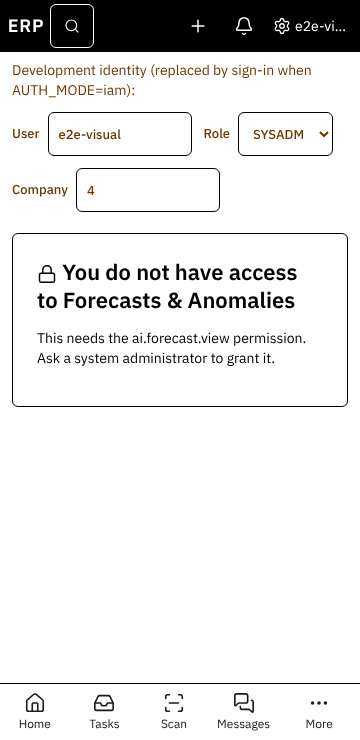 ERP
e2e-vi...
Development identity (replaced by sign-in when
AUTH_MODE=iam):
User
e2e-visual
Role
SYSADM
Company
4
You do not have access
to Forecasts & Anomalies
This needs the ai.forecast.view permission.
Ask a system administrator to grant it.
Home
Tasks
Scan
Messages
More